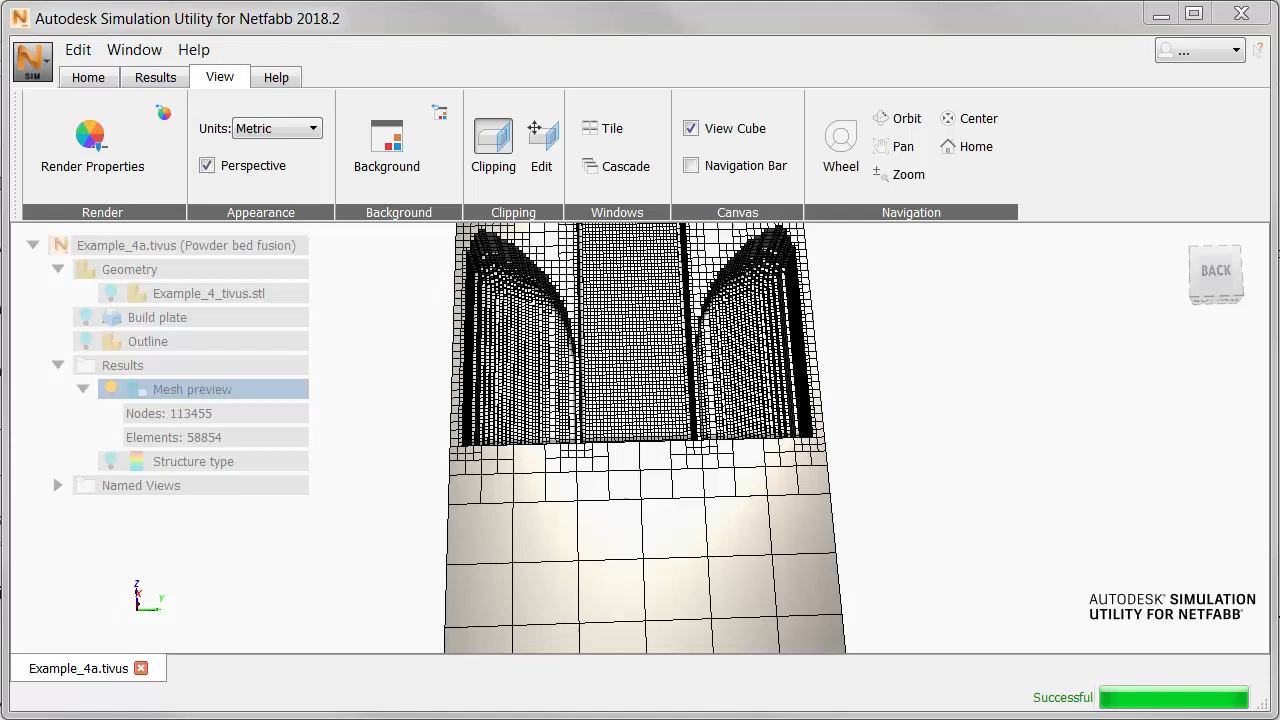 Autodesk Simulation Utility for Netfabb 2018.2
SIM
Edit Window Help
...
Home Results View Help
Units: Metric
Perspective
Render Properties
Background
Clipping Edit
Tile
Cascade
View Cube
Navigation Bar
Wheel
Orbit Center
Pan Home
Zoom
Render Appearance Background Clipping Windows Canvas Navigation
Example_4a.tivus (Powder bed fusion)
Geometry
Example_4_tivus.stl
Build plate
Outline
Results
Mesh preview
Nodes: 113455
Elements: 58854
Structure type
Named Views
BACK
Z
X
Y
AUTODESK® SIMULATION
UTILITY FOR NETFABB®
Example_4a.tivus
Successful